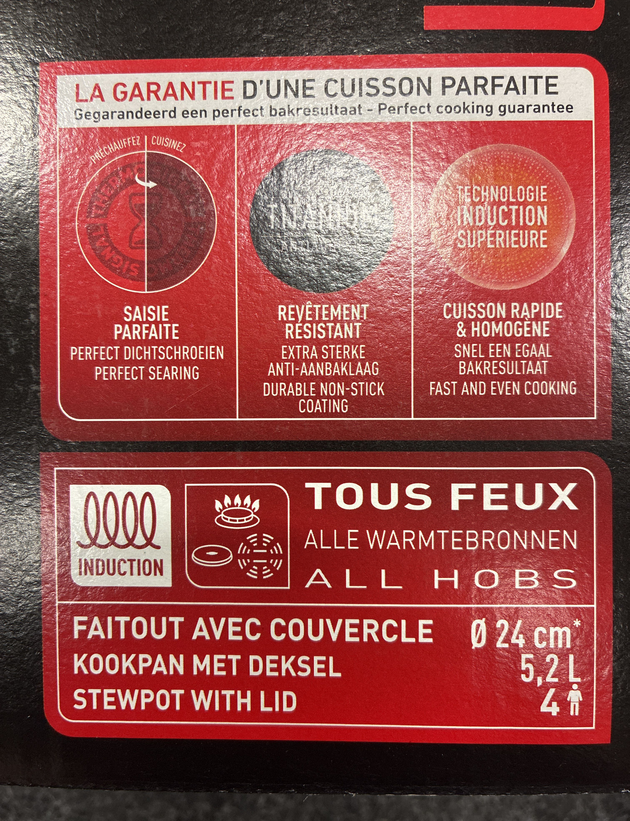 LA GARANTIE D'UNE CUISSON PARFAITE
Gegarandeerd een perfect bakresultaat - Perfect cooking guarantee
PRÉCHAUFFEZ | CUISINEZ
SAISIE
PARFAITE
PERFECT DICHTSCHROEIEN
PERFECT SEARING
TITANIUM
REVÊTEMENT
RÉSISTANT
EXTRA STERKE
ANTI-AANBAKLAAG
DURABLE NON-STICK
COATING
TECHNOLOGIE
INDUCTION
SUPÉRIEURE
CUISSON RAPIDE
& HOMOGÈNE
SNEL EEN EGAAL
BAKRESULTAAT
FAST AND EVEN COOKING
INDUCTION
TOUS FEUX
ALLE WARMTEBRONNEN
ALL HOBS
FAITOUT AVEC COUVERCLE Ø 24 cm*
KOOKPAN MET DEKSEL 5,2 L
STEWPOT WITH LID 4